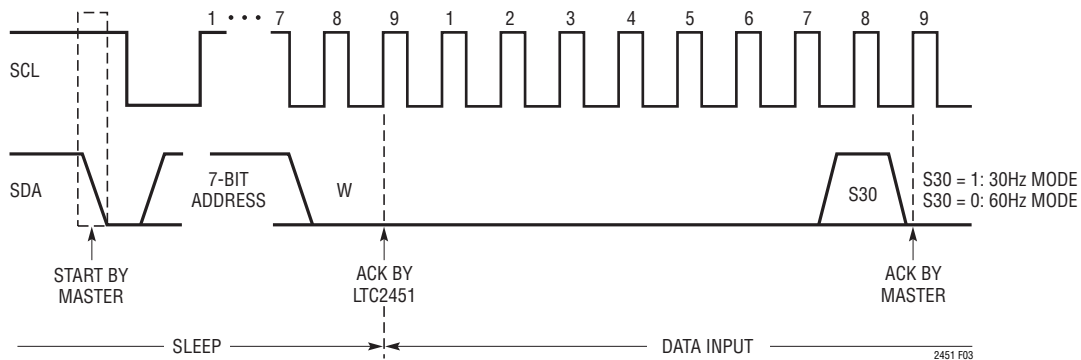 1 • • • 7 8 9 1 2 3 4 5 6 7 8 9
SCL
SDA
7-BIT
ADDRESS
W
S30
S30 = 1: 30Hz MODE
S30 = 0: 60Hz MODE
START BY
MASTER
ACK BY
LTC2451
ACK BY
MASTER
SLEEP
DATA INPUT
2451 F03